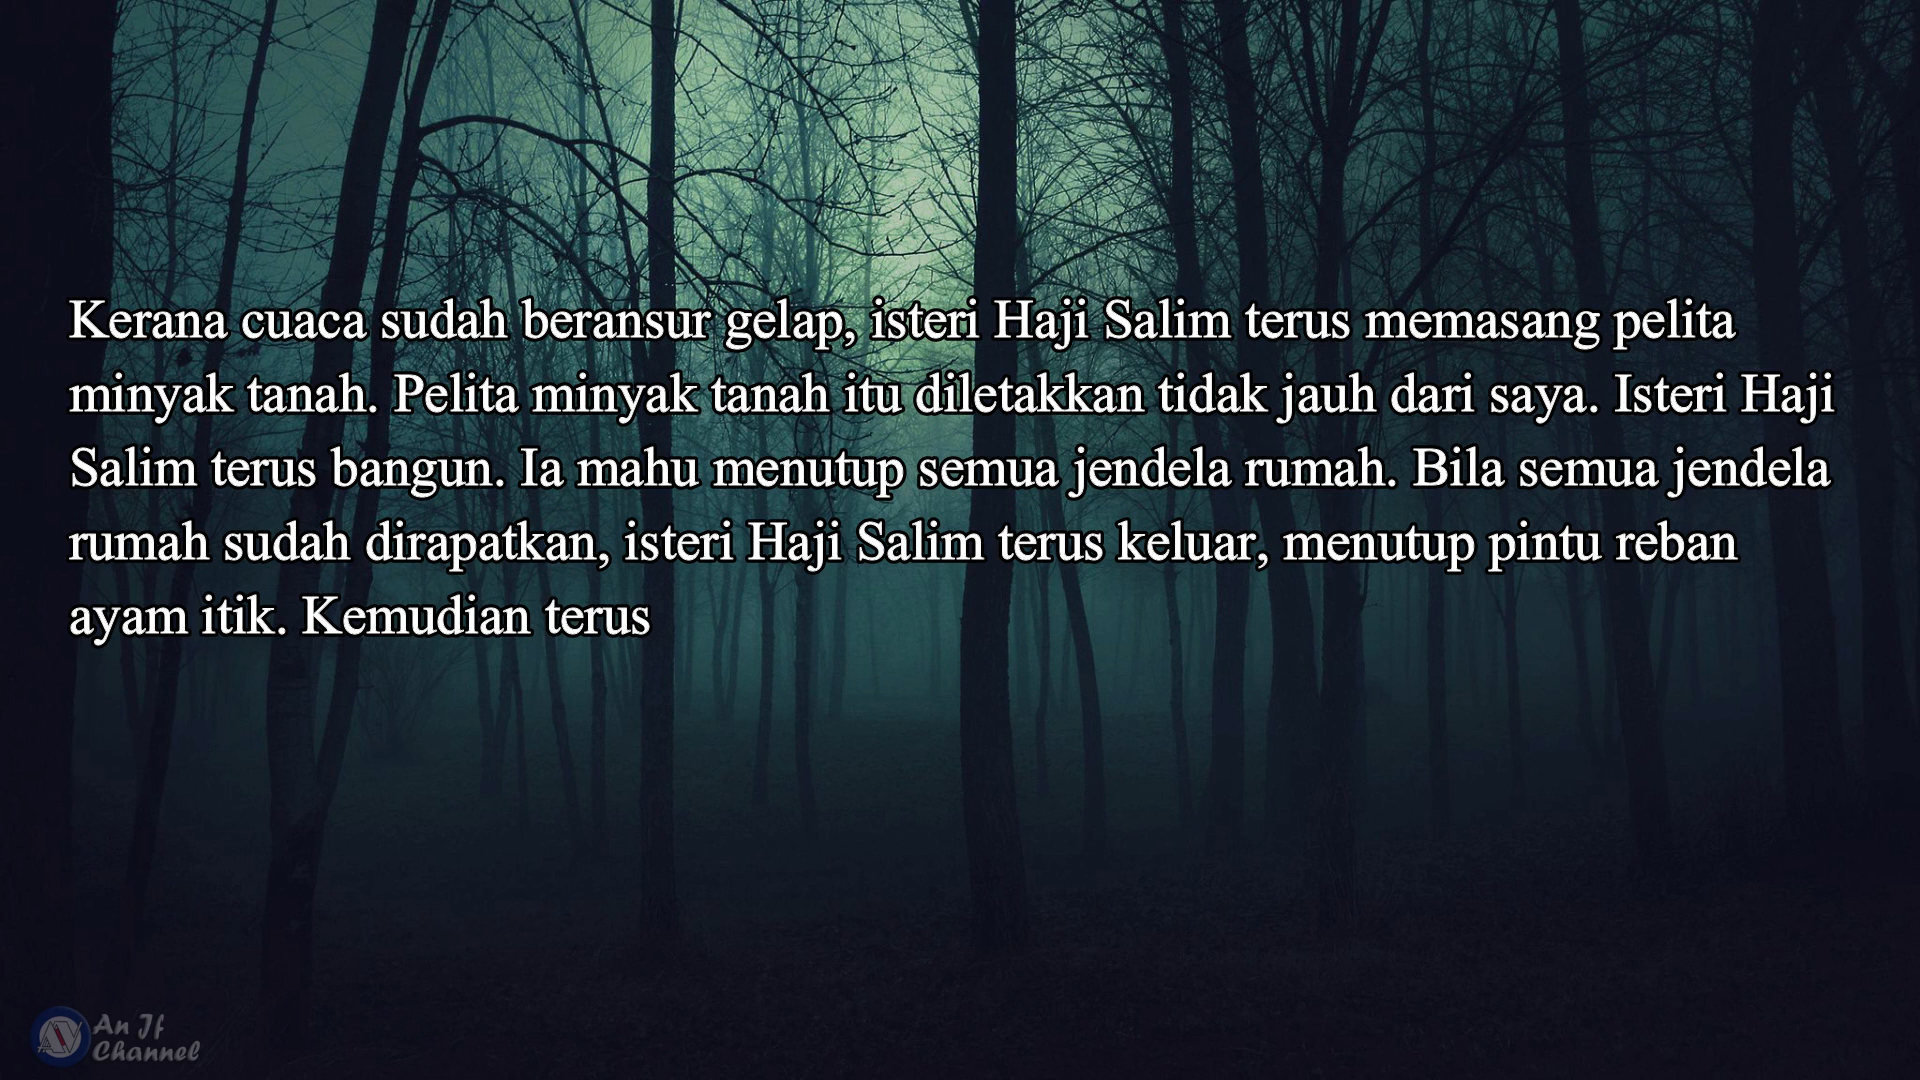 Kerana cuaca sudah beransur gelap, isteri Haji Salim terus memasang pelita
minyak tanah. Pelita minyak tanah itu diletakkan tidak jauh dari saya. Isteri Haji
Salim terus bangun. Ia mahu menutup semua jendela rumah. Bila semua jendela
rumah sudah dirapatkan, isteri Haji Salim terus keluar, menutup pintu reban
ayam itik. Kemudian terus
An If
Channel